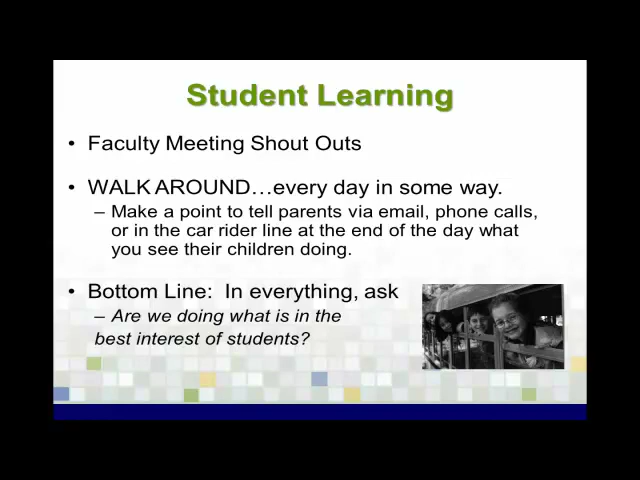 Student Learning
• Faculty Meeting Shout Outs
• WALK AROUND…every day in some way.
– Make a point to tell parents via email, phone calls,
or in the car rider line at the end of the day what
you see their children doing.
• Bottom Line:  In everything, ask
– Are we doing what is in the
best interest of students?